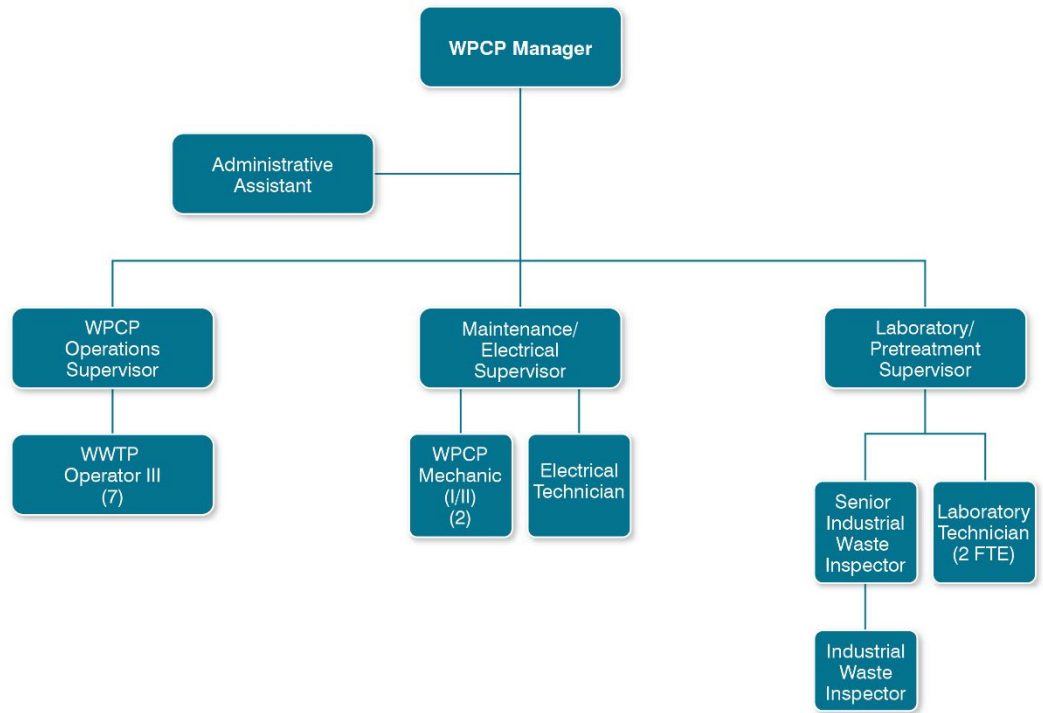 WPCP Manager
Administrative
Assistant
WPCP
Operations
Supervisor
Maintenance/
Electrical
Supervisor
Laboratory/
Pretreatment
Supervisor
WWTP
Operator III
(7)
WPCP
Mechanic
(I/II)
(2)
Electrical
Technician
Senior
Industrial
Waste
Inspector
Laboratory
Technician
(2 FTE)
Industrial
Waste
Inspector